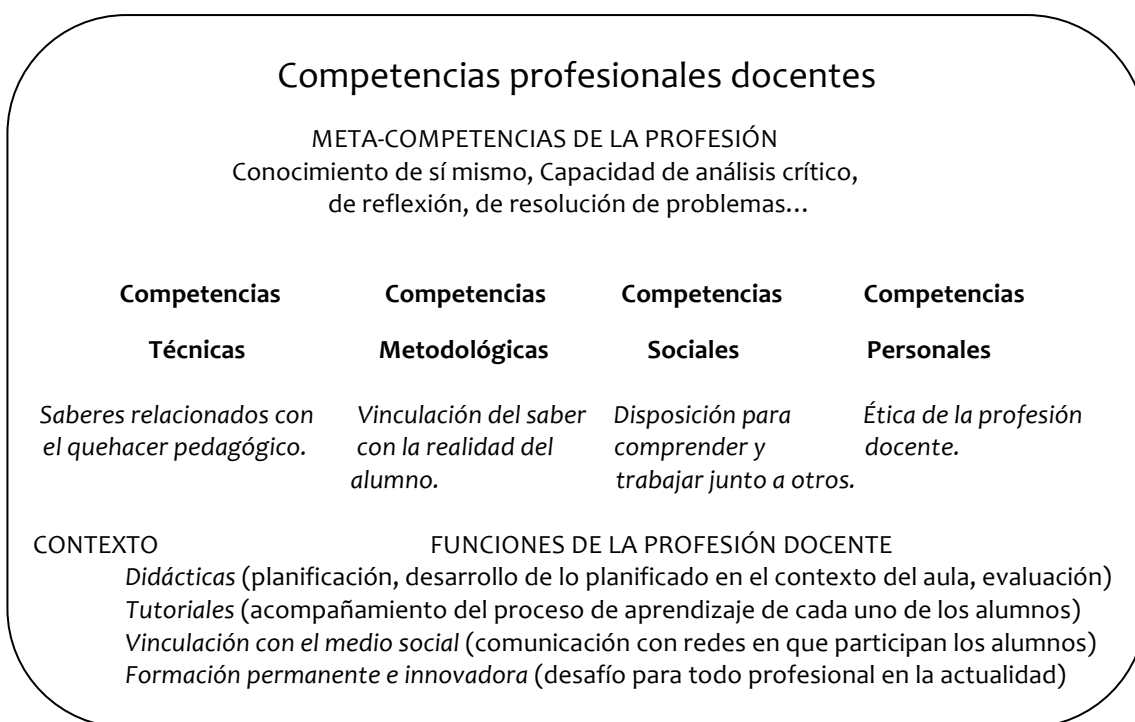 Competencias profesionales docentes
META-COMPETENCIAS DE LA PROFESIÓN
Conocimiento de sí mismo, Capacidad de análisis crítico,
de reflexión, de resolución de problemas…
Competencias Competencias Competencias Competencias
Técnicas Metodológicas Sociales Personales
Saberes relacionados con Vinculación del saber Disposición para Ética de la profesión
el quehacer pedagógico. con la realidad del comprender y docente.
alumno. trabajar junto a otros.
CONTEXTO FUNCIONES DE LA PROFESIÓN DOCENTE
Didácticas (planificación, desarrollo de lo planificado en el contexto del aula, evaluación)
Tutoriales (acompañamiento del proceso de aprendizaje de cada uno de los alumnos)
Vinculación con el medio social (comunicación con redes en que participan los alumnos)
Formación permanente e innovadora (desafío para todo profesional en la actualidad)